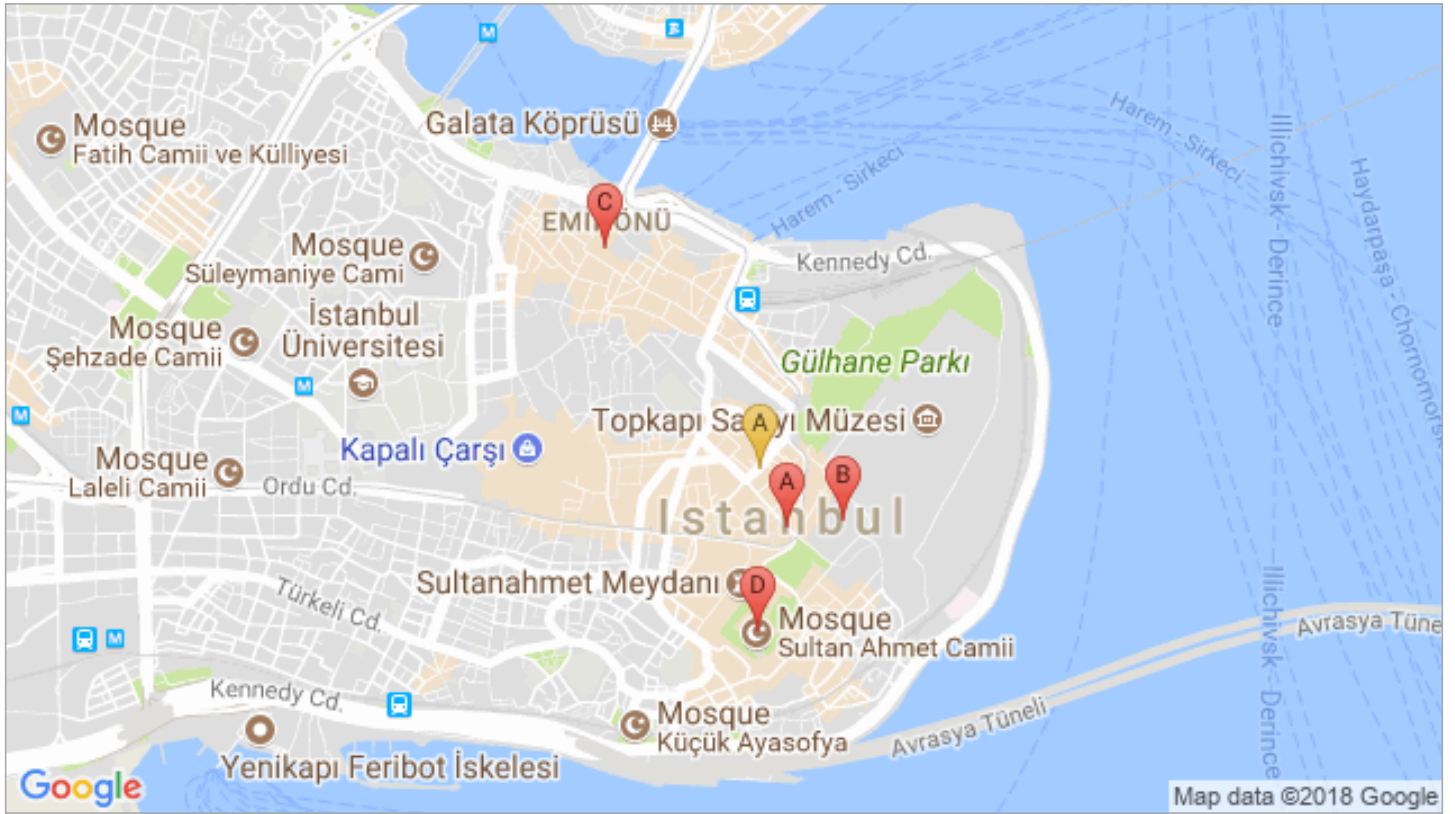 M
Galata Köprüsü
Mosque
Fatih Camii ve Külliyesi
Harem - Sirkeci
Harem - Sirkeci
Illichivsk - Derince
Haydarpaşa - Chornomorsk
C
EMİNÖNÜ
Mosque
Süleymaniye Cami
Kennedy Cd.
İstanbul
Üniversitesi
Mosque
Şehzade Camii
M
Gülhane Parkı
M
Topkapı Sarayı Müzesi
A
Kapalı Çarşı
Mosque
Laleli Camii
Ordu Cd.
A
B
Istanbul
Sultanahmet Meydanı
D
Mosque
Sultan Ahmet Camii
Türkeli Cd.
M
Illichivsk - Derince
Avrasya Tüne
Kennedy Cd.
Mosque
Küçük Ayasofya
Avrasya Tüneli
Yenikapı Feribot İskelesi
Google
Map data ©2018 Google